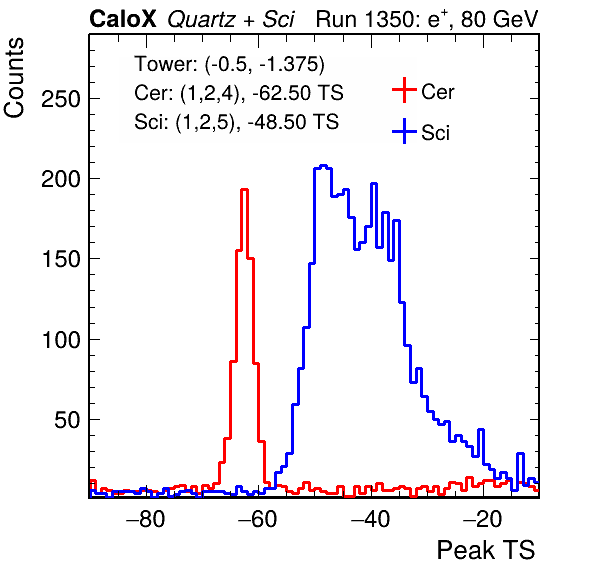 CaloX Quartz + Sci Run 1350: e+, 80 GeV
Counts
Tower: (-0.5, -1.375)
Cer: (1,2,4), -62.50 TS
Sci: (1,2,5), -48.50 TS
Cer
Sci
250
200
150
100
50
−80 −60 −40 −20
Peak TS